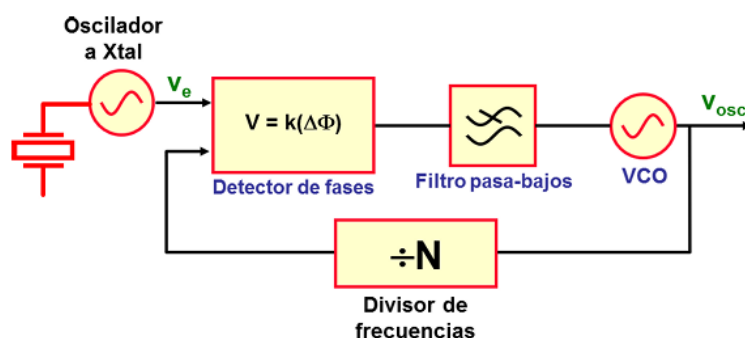 Oscilador
a Xtal
ve
V = k(ΔΦ)
vosc
Detector de fases
Filtro pasa-bajos
VCO
÷N
Divisor de
frecuencias